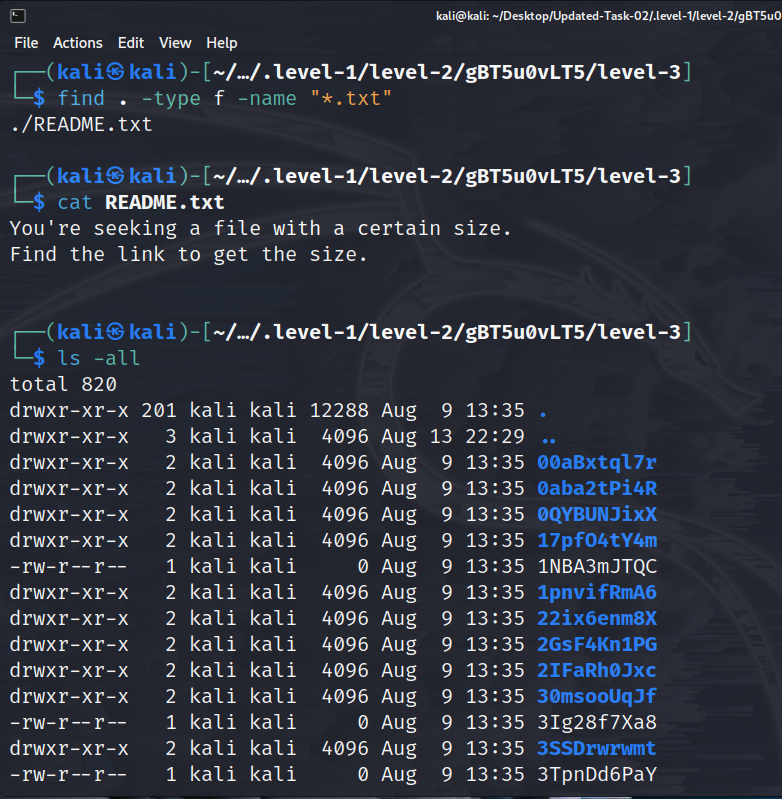 kali@kali: ~/Desktop/Updated-Task-02/.level-1/level-2/gBT5u0
File Actions Edit View Help
┌──(kali㉿kali)-[~/…/.level-1/level-2/gBT5u0vLT5/level-3]
└─$ find . -type f -name "*.txt"
./README.txt
┌──(kali㉿kali)-[~/…/.level-1/level-2/gBT5u0vLT5/level-3]
└─$ cat README.txt
You're seeking a file with a certain size.
Find the link to get the size.
┌──(kali㉿kali)-[~/…/.level-1/level-2/gBT5u0vLT5/level-3]
└─$ ls -all
total 820
drwxr-xr-x 201 kali kali 12288 Aug  9 13:35 .
drwxr-xr-x   3 kali kali  4096 Aug 13 22:29 ..
drwxr-xr-x   2 kali kali  4096 Aug  9 13:35 00aBxtql7r
drwxr-xr-x   2 kali kali  4096 Aug  9 13:35 0aba2tPi4R
drwxr-xr-x   2 kali kali  4096 Aug  9 13:35 0QYBUNJixX
drwxr-xr-x   2 kali kali  4096 Aug  9 13:35 17pfO4tY4m
-rw-r--r--   1 kali kali     0 Aug  9 13:35 1NBA3mJTQC
drwxr-xr-x   2 kali kali  4096 Aug  9 13:35 1pnvifRmA6
drwxr-xr-x   2 kali kali  4096 Aug  9 13:35 22ix6enm8X
drwxr-xr-x   2 kali kali  4096 Aug  9 13:35 2GsF4Kn1PG
drwxr-xr-x   2 kali kali  4096 Aug  9 13:35 2IFaRh0Jxc
drwxr-xr-x   2 kali kali  4096 Aug  9 13:35 30msooUqJf
-rw-r--r--   1 kali kali     0 Aug  9 13:35 3Ig28f7Xa8
drwxr-xr-x   2 kali kali  4096 Aug  9 13:35 3SSDrwrwmt
-rw-r--r--   1 kali kali     0 Aug  9 13:35 3TpnDd6PaY